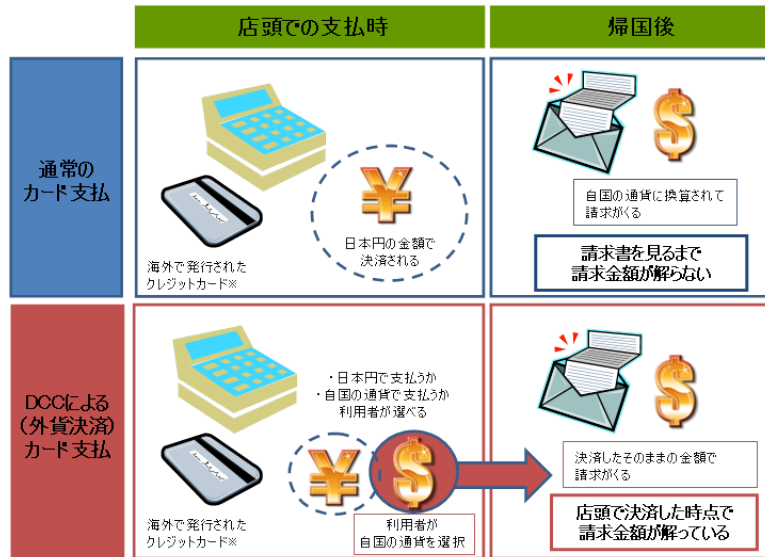 店頭での支払時
帰国後
通常の
カード支払
海外で発行された
クレジットカード※
¥
日本円の金額で
決済される
$
自国の通貨に換算されて
請求がくる
請求書を見るまで
請求金額が解らない
DCCによる
(外貨決済)
カード支払
・日本円で支払うか
・自国の通貨で支払うか
利用者が選べる
海外で発行された
クレジットカード※
¥
$
利用者が
自国の通貨を選択
$
決済したそのままの金額で
請求がくる
店頭で決済した時点で
請求金額が解っている